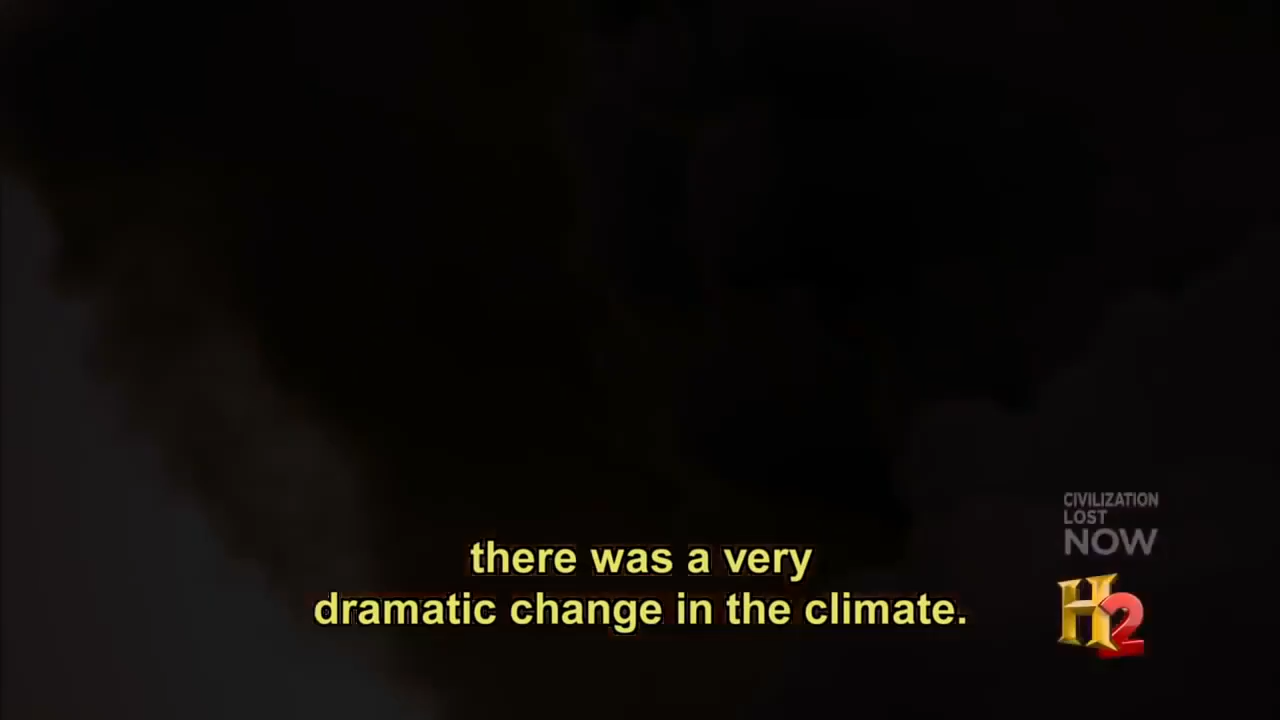 CIVILIZATION
LOST
NOW
there was a very
dramatic change in the climate.
H2